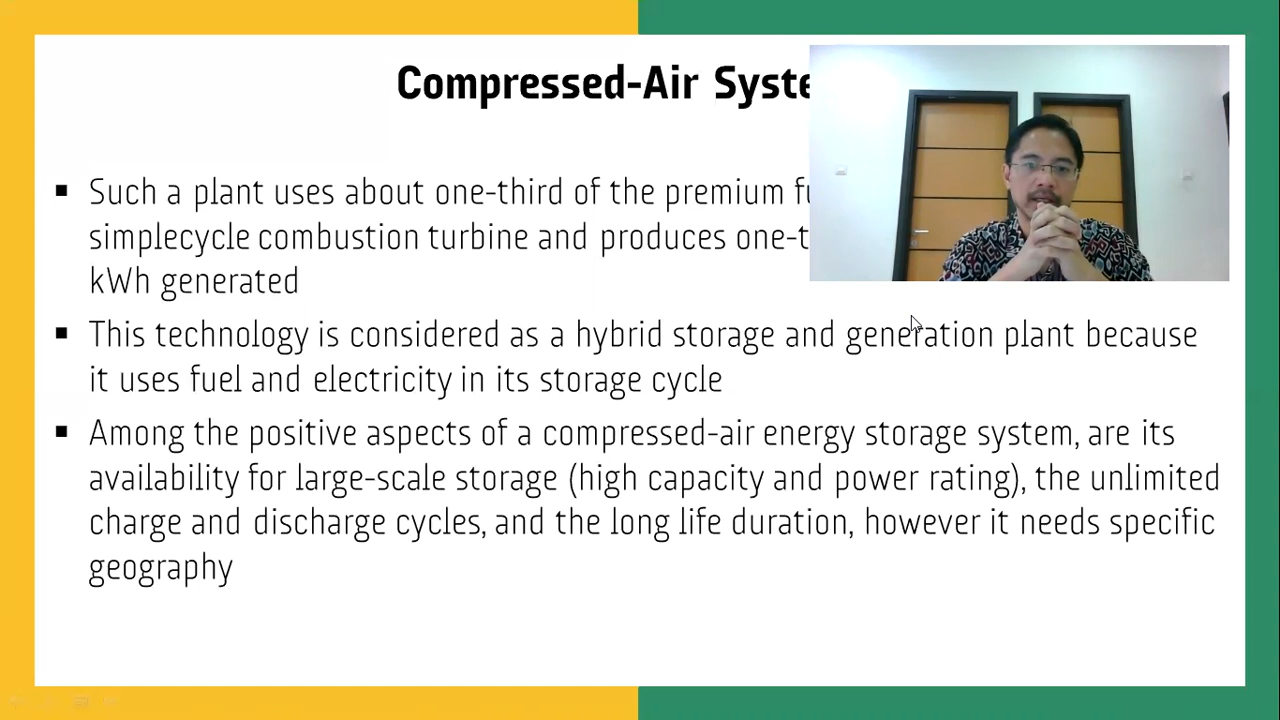 Compressed-Air Syste
Such a plant uses about one-third of the premium fu
simplecycle combustion turbine and produces one-t
kWh generated
This technology is considered as a hybrid storage and generation plant because
it uses fuel and electricity in its storage cycle
Among the positive aspects of a compressed-air energy storage system, are its
availability for large-scale storage (high capacity and power rating), the unlimited
charge and discharge cycles, and the long life duration, however it needs specific
geography